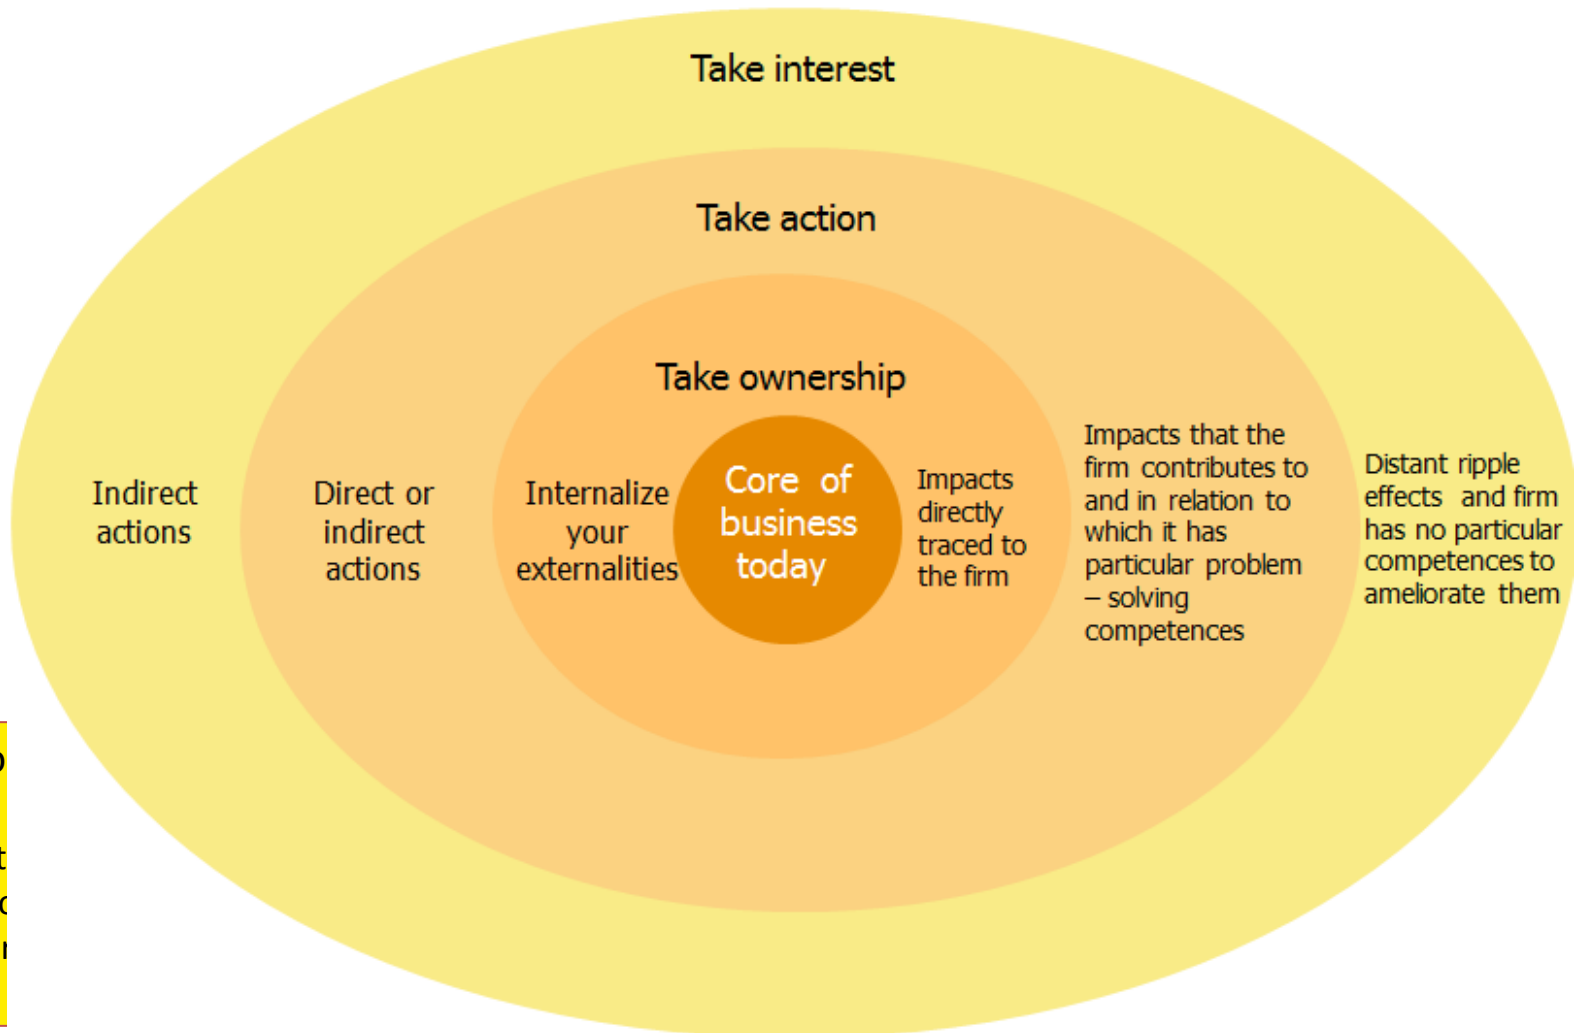 Take interest
Take action
Take ownership
Indirect
actions
Direct or
indirect
actions
Internalize
your
externalities
Core of
business
today
Impacts
directly
traced to
the firm
Impacts that the
firm contributes to
and in relation to
which it has
particular problem
– solving
competences
Distant ripple
effects and firm
has no particular
competences to
ameliorate them